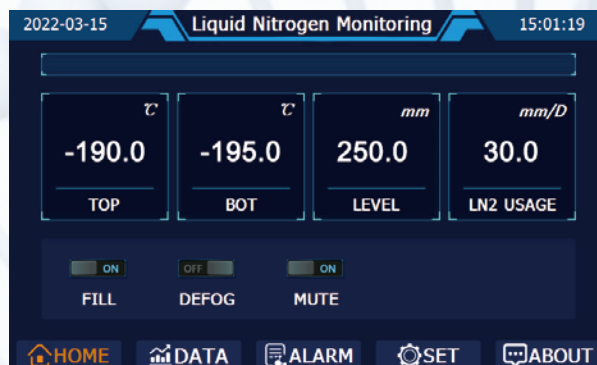 2022-03-15 Liquid Nitrogen Monitoring 15:01:19
℃ ℃ mm mm/D
-190.0 -195.0 250.0 30.0
TOP BOT LEVEL LN2 USAGE
ON OFF ON
FILL DEFOG MUTE
HOME DATA ALARM SET ABOUT